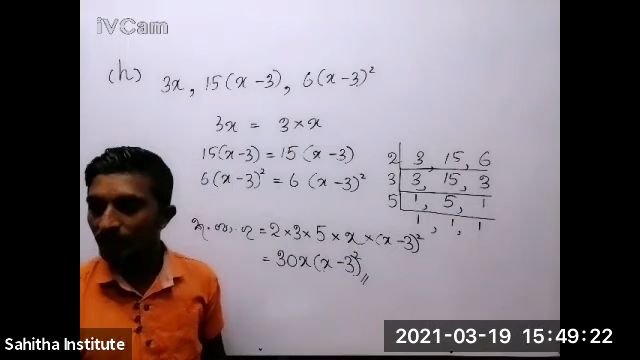 iVCam
(h) 3x, 15(x-3), 6(x-3)²
3x = 3×x
15(x-3) = 15 (x-3)
6(x-3)² = 6 (x-3)²
2 | 3, 15, 6
3 | 3, 15, 3
5 | 1, 5, 1
1, 1, 1
කු.පො.ගු = 2×3×5×x×(x-3)²
= 30x(x-3)²//
Sahitha Institute
2021-03-19 15:49:22